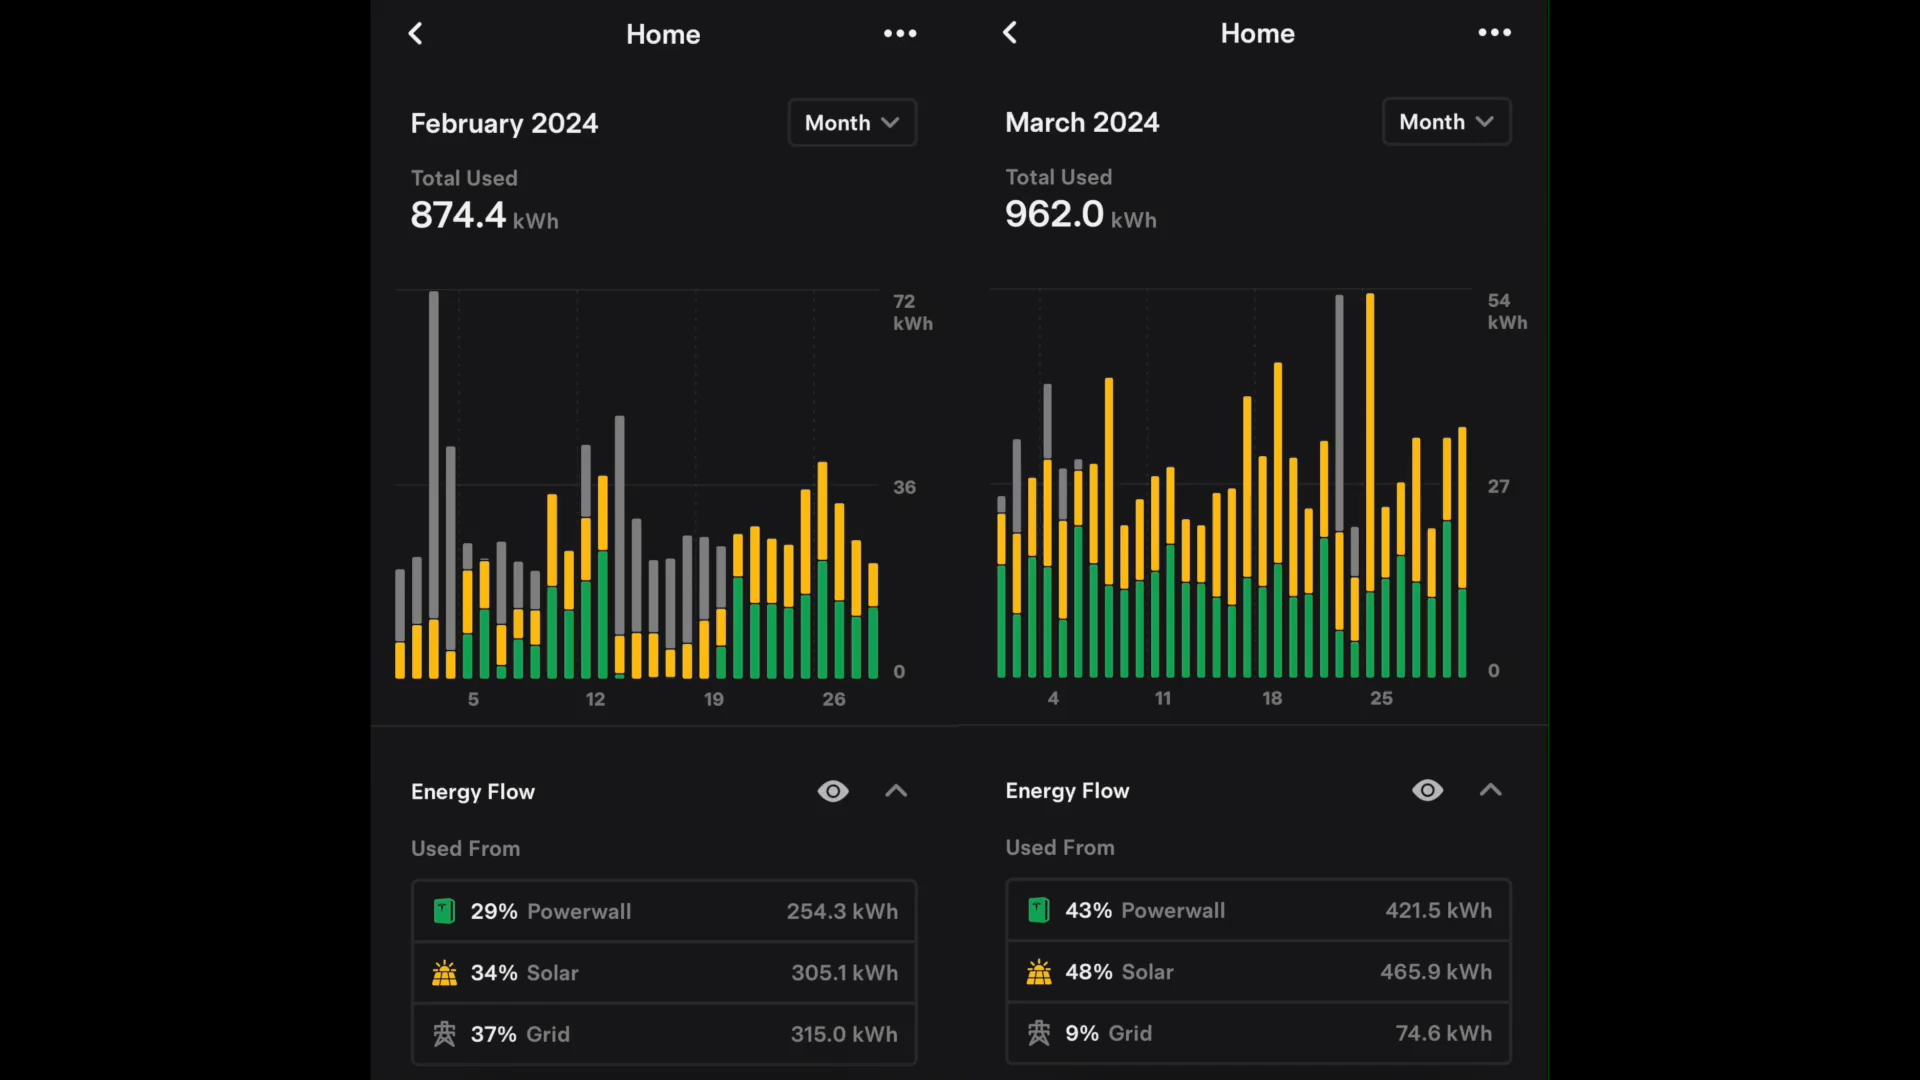 Home
February 2024
Month
Total Used
874.4 kWh
72
kWh
36
0
5 12 19 26
Energy Flow
Used From
29% Powerwall 254.3 kWh
34% Solar 305.1 kWh
37% Grid 315.0 kWh
Home
March 2024
Month
Total Used
962.0 kWh
54
kWh
27
0
4 11 18 25
Energy Flow
Used From
43% Powerwall 421.5 kWh
48% Solar 465.9 kWh
9% Grid 74.6 kWh